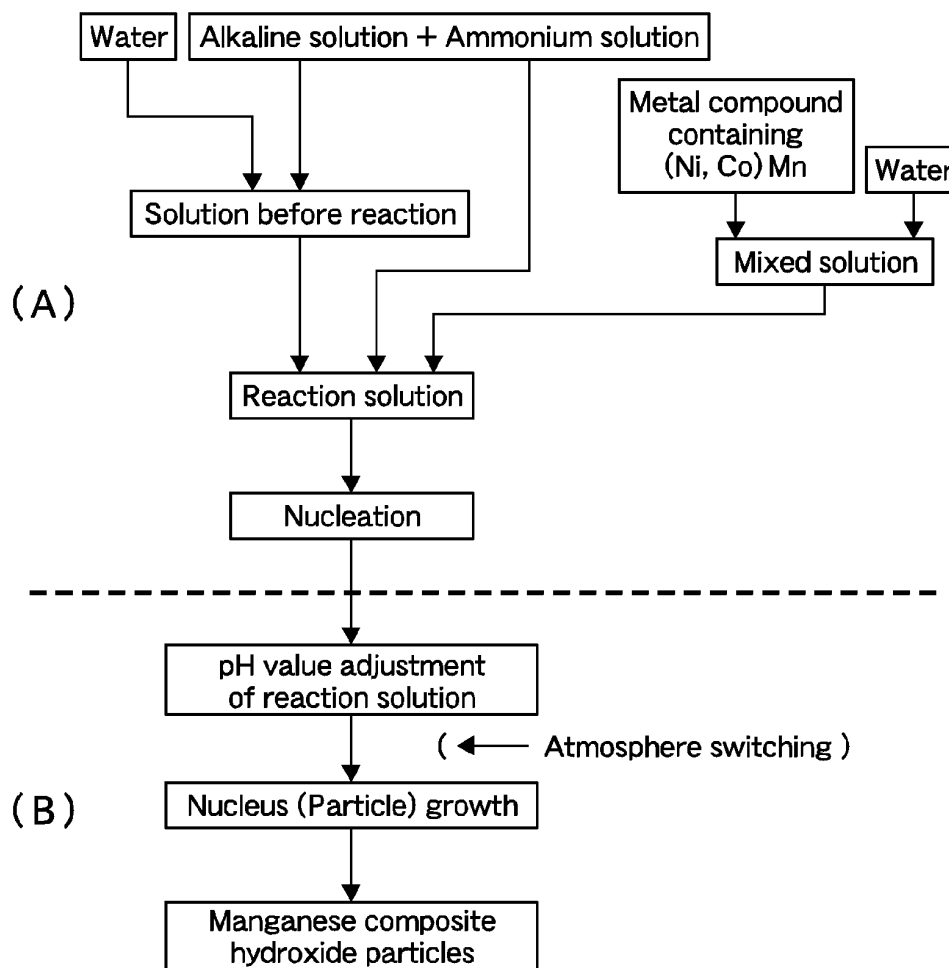 Water
Alkaline solution + Ammonium solution
Metal compound
containing
(Ni, Co) Mn
Water
Solution before reaction
Mixed solution
(A)
Reaction solution
Nucleation
pH value adjustment
of reaction solution
( Atmosphere switching )
(B)
Nucleus (Particle) growth
Manganese composite
hydroxide particles